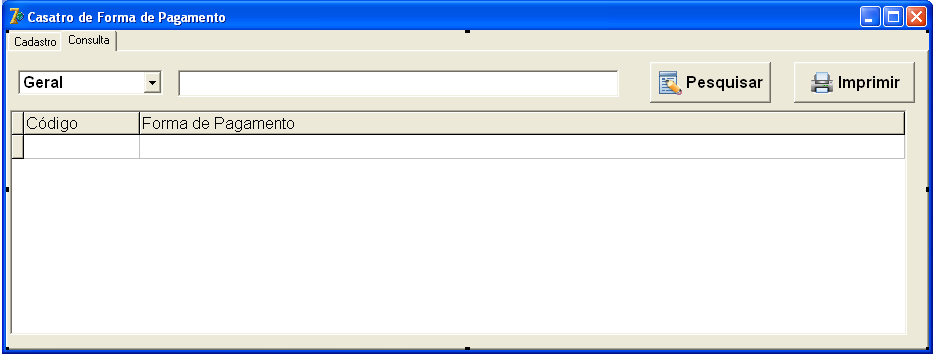 Casatro de Forma de Pagamento
Cadastro Consulta
Geral Pesquisar Imprimir
Código Forma de Pagamento